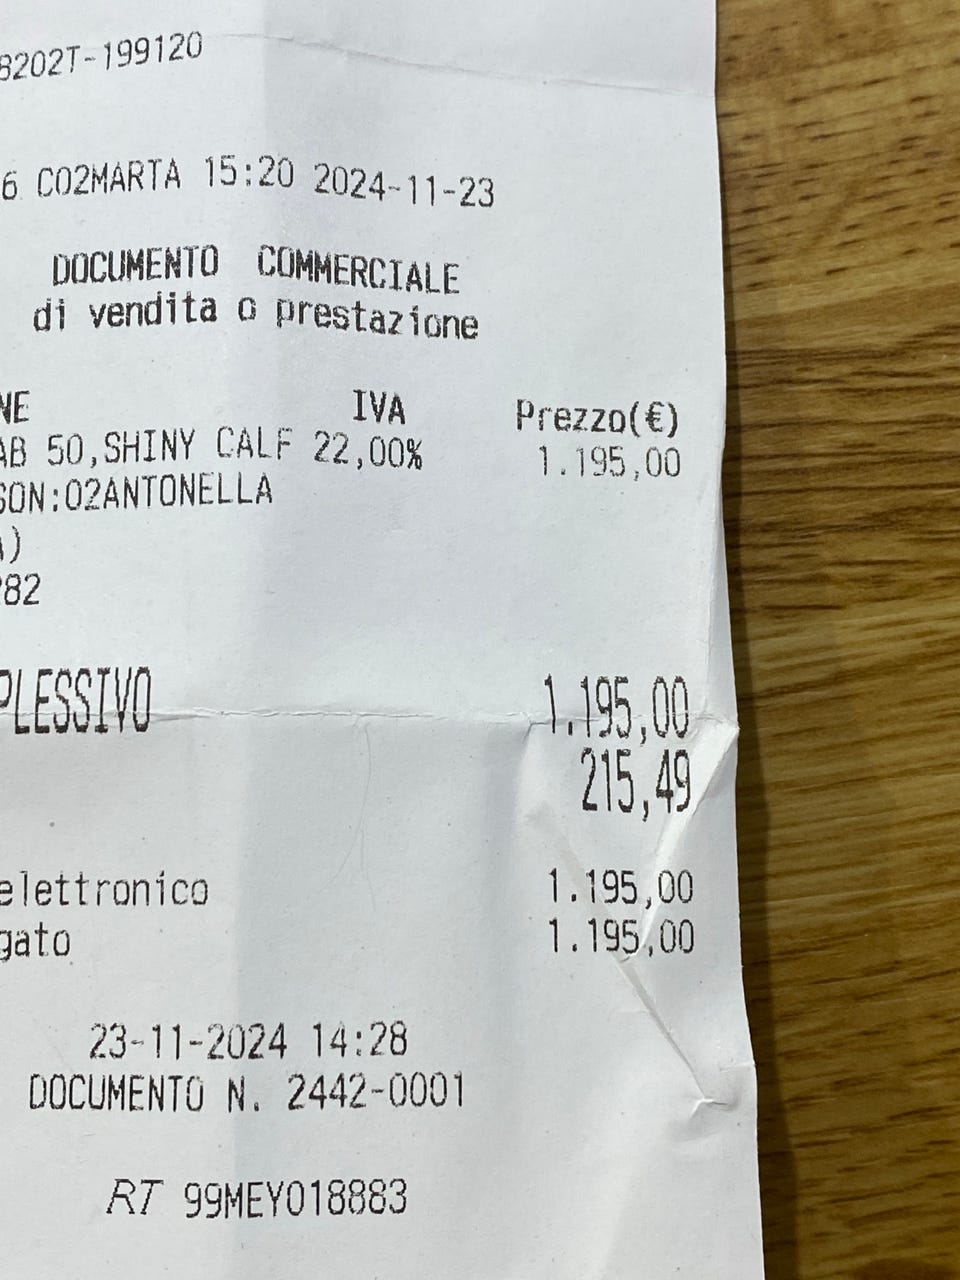 8202T-199120
6 C02MARTA 15:20 2024-11-23
DOCUMENTO COMMERCIALE
di vendita o prestazione
NE IVA Prezzo(€)
AB 50,SHINY CALF 22,00% 1.195,00
SON:02ANTONELLA
A)
282
PLESSIVO 1.195,00
215,49
elettronico 1.195,00
gato 1.195,00
23-11-2024 14:28
DOCUMENTO N. 2442-0001
RT 99MEY018883